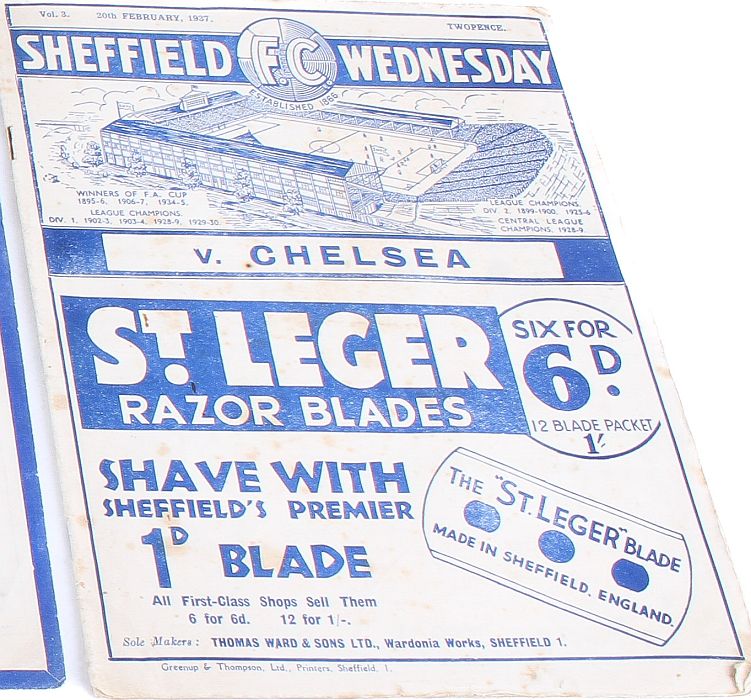 Vol. 3. 20th FEBRUARY, 1937. TWOPENCE.
SHEFFIELD F.C WEDNESDAY
ESTABLISHED 1866
WINNERS OF F.A. CUP
1895-6, 1906-7, 1934-5.
LEAGUE CHAMPIONS.
DIV. 1. 1902-3, 1903-4, 1928-9, 1929-30.
LEAGUE CHAMPIONS.
DIV. 2. 1899-1900, 1925-6
CENTRAL LEAGUE
CHAMPIONS, 1928-9.
V. CHELSEA
ST. LEGER
RAZOR BLADES
SIX FOR
6D.
12 BLADE PACKET
1/-
SHAVE WITH
SHEFFIELD'S PREMIER
1D BLADE
THE "ST. LEGER" BLADE
MADE IN SHEFFIELD, ENGLAND.
All First-Class Shops Sell Them
6 for 6d. 12 for 1/-.
Sole Makers: THOMAS WARD & SONS LTD., Wardonia Works, SHEFFIELD 1.
Greenup & Thompson, Ltd., Printers, Sheffield, 1.